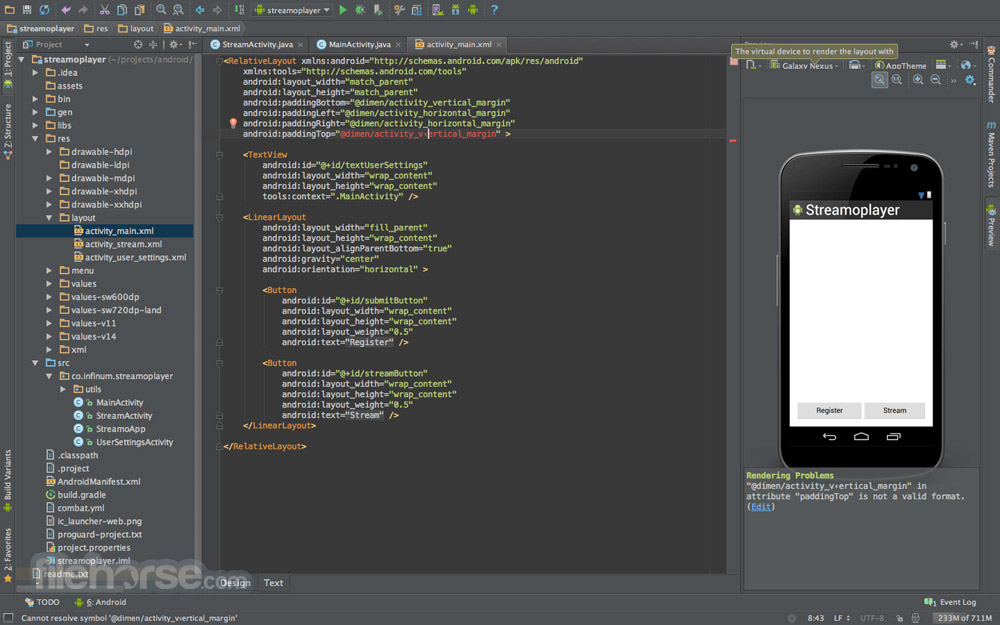 streamoplayer
streamoplayer res layout activity_main.xml
1: Project
Z: Structure
Build Variants
2: Favorites
Project
streamoplayer (~/projects/android/
.idea
assets
bin
gen
libs
res
drawable-hdpi
drawable-ldpi
drawable-mdpi
drawable-xhdpi
drawable-xxhdpi
layout
activity_main.xml
activity_stream.xml
activity_user_settings.xml
menu
values
values-sw600dp
values-sw720dp-land
values-v11
values-v14
xml
src
co.infinum.streamoplayer
utils
MainActivity
StreamActivity
StreamoApp
UserSettingsActivity
.classpath
.project
AndroidManifest.xml
build.gradle
combat.yml
ic_launcher-web.png
proguard-project.txt
project.properties
streamoplayer.iml
readme.txt
filehorse.com
StreamActivity.java MainActivity.java activity_main.xml
<RelativeLayout xmlns:android="http://schemas.android.com/apk/res/android"
xmlns:tools="http://schemas.android.com/tools"
android:layout_width="match_parent"
android:layout_height="match_parent"
android:paddingBottom="@dimen/activity_vertical_margin"
android:paddingLeft="@dimen/activity_horizontal_margin"
android:paddingRight="@dimen/activity_horizontal_margin"
android:paddingTop="@dimen/activity_v‹ertical_margin" >
<TextView
android:id="@+id/textUserSettings"
android:layout_width="wrap_content"
android:layout_height="wrap_content"
tools:context=".MainActivity" />
<LinearLayout
android:layout_width="fill_parent"
android:layout_height="wrap_content"
android:layout_alignParentBottom="true"
android:gravity="center"
android:orientation="horizontal" >
<Button
android:id="@+id/submitButton"
android:layout_width="wrap_content"
android:layout_height="wrap_content"
android:layout_weight="0.5"
android:text="Register" />
<Button
android:id="@+id/streamButton"
android:layout_width="wrap_content"
android:layout_height="wrap_content"
android:layout_weight="0.5"
android:text="Stream" />
</LinearLayout>
</RelativeLayout>
Design Text
The virtual device to render the layout with
Galaxy Nexus AppTheme
Streamoplayer
Register Stream
Rendering Problems
"@dimen/activity_v‹ertical_margin" in
attribute "paddingTop" is not a valid format.
(Edit)
Commander
Maven Projects
Preview
TODO 6: Android Event Log
Cannot resolve symbol '@dimen/activity_v‹ertical_margin' 8:43 LF UTF-8 233M of 711M